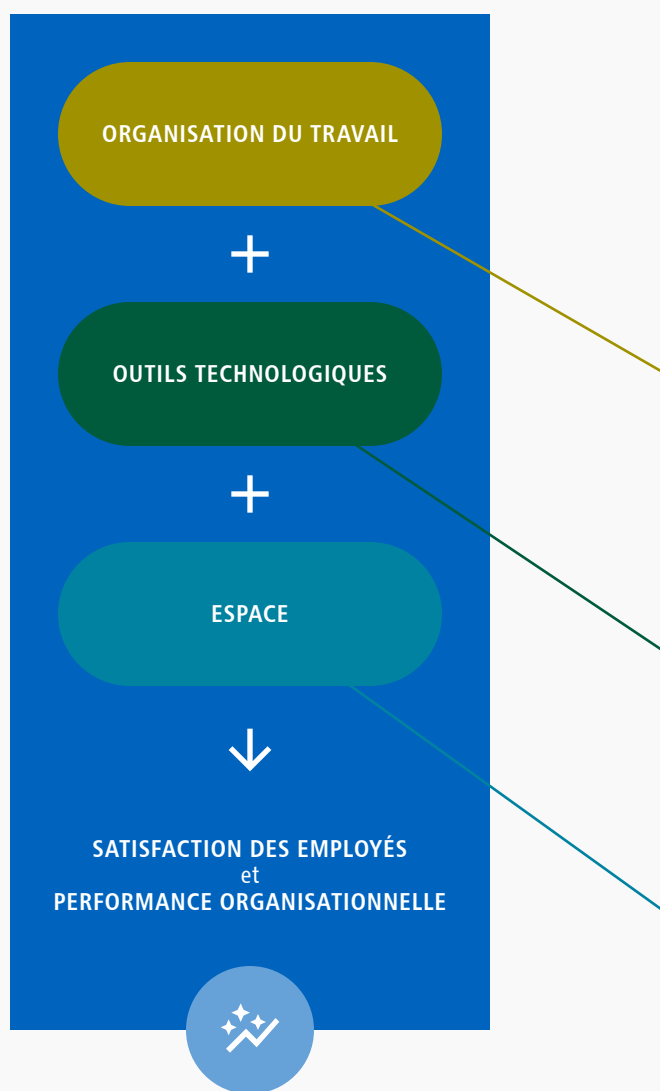 ORGANISATION DU TRAVAIL
+
OUTILS TECHNOLOGIQUES
+
ESPACE
SATISFACTION DES EMPLOYÉS
et
PERFORMANCE ORGANISATIONNELLE